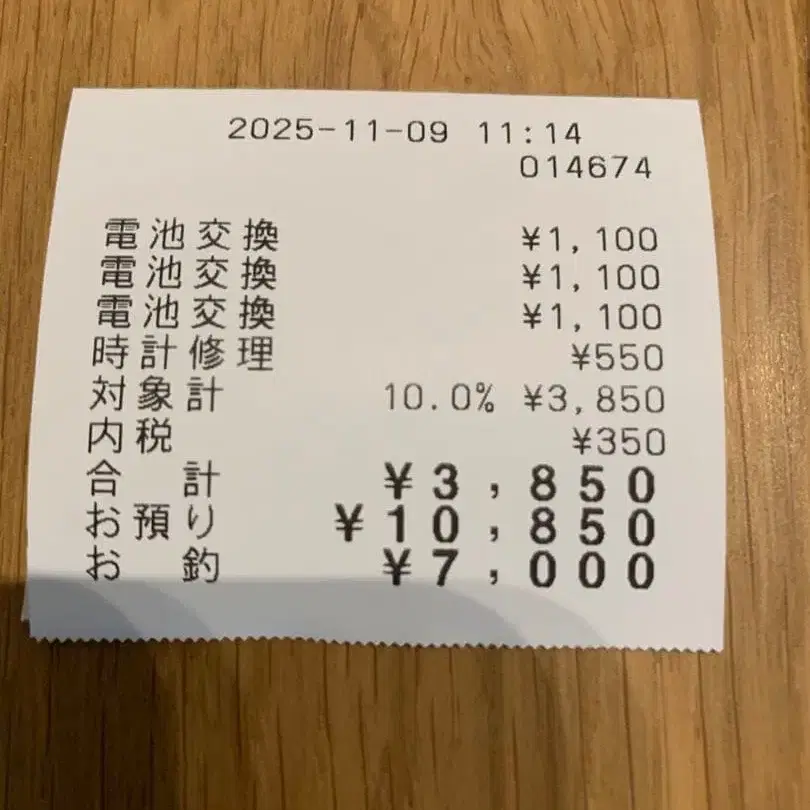 2025-11-09 11:14
014674
電池交換 ¥1,100
電池交換 ¥1,100
電池交換 ¥1,100
時計修理 ¥550
対象計 10.0% ¥3,850
内税 ¥350
合計 ¥3,850
お預り ¥10,850
お釣 ¥7,000